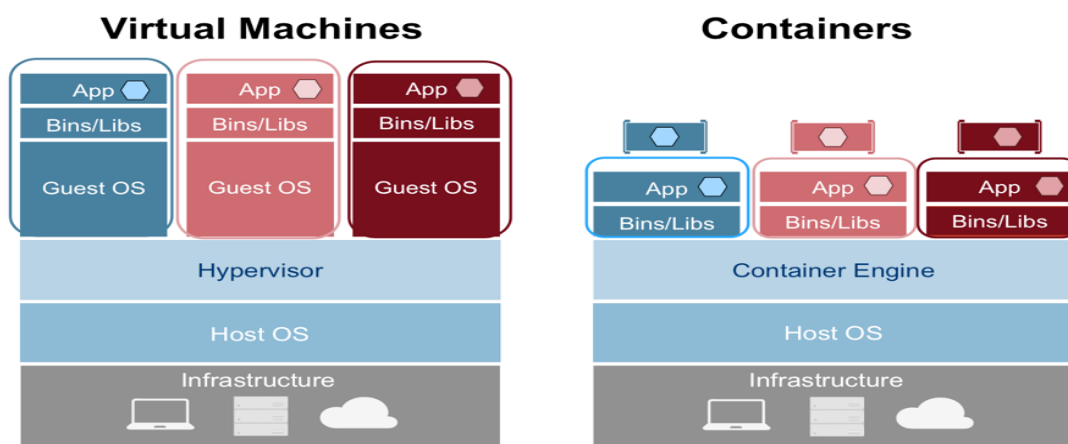 Virtual Machines
App App App
Bins/Libs Bins/Libs Bins/Libs
Guest OS Guest OS Guest OS
Hypervisor
Host OS
Infrastructure
Containers
App App App
Bins/Libs Bins/Libs Bins/Libs
Container Engine
Host OS
Infrastructure